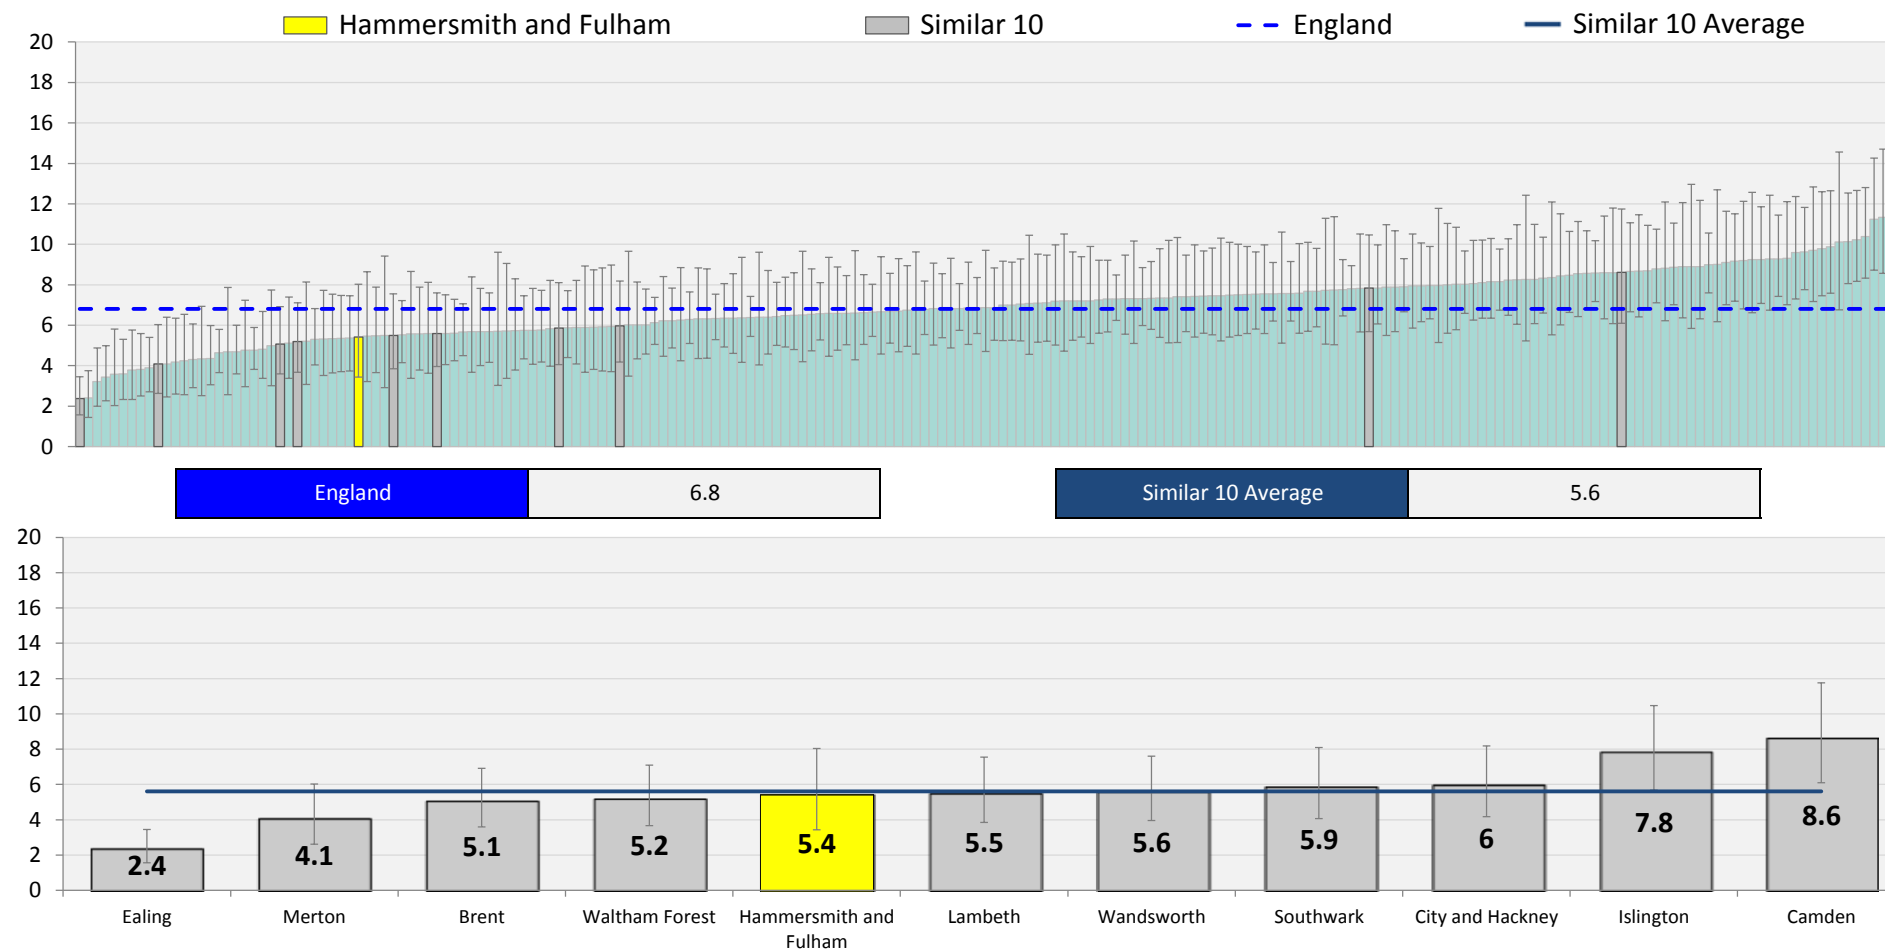 Hammersmith and Fulham
Similar 10
England
Similar 10 Average
20
18
16
14
12
10
8
6
4
2
0
England
6.8
Similar 10 Average
5.6
20
18
16
14
12
10
8
6
4
2
0
2.4
4.1
5.1
5.2
5.4
5.5
5.6
5.9
6
7.8
8.6
Ealing
Merton
Brent
Waltham Forest
Hammersmith and
Fulham
Lambeth
Wandsworth
Southwark
City and Hackney
Islington
Camden